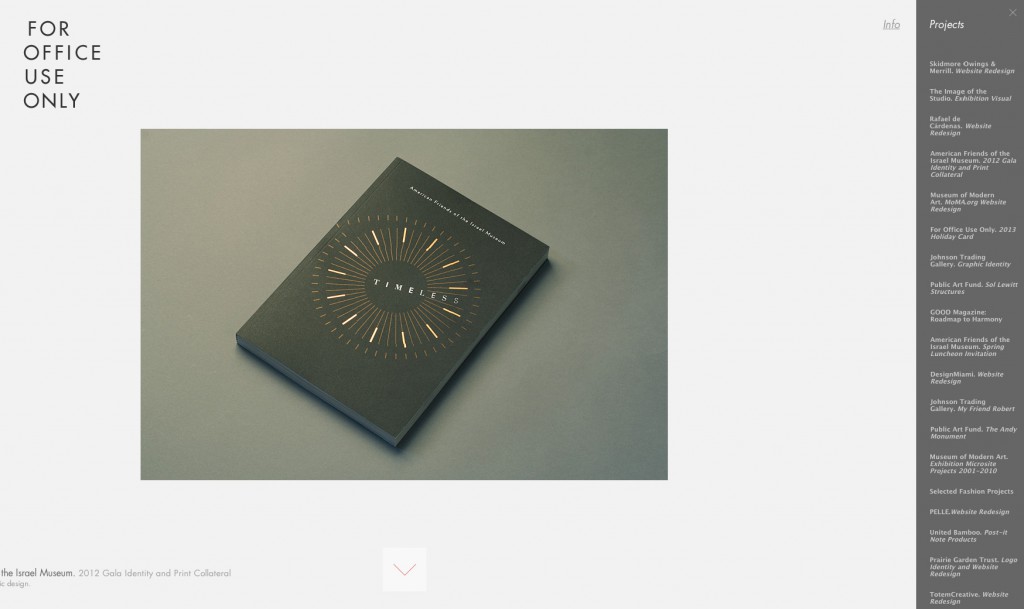 FOR
OFFICE
USE
ONLY
Info
American Friends of the Israel Museum
TIMELESS
the Israel Museum. 2012 Gala Identity and Print Collateral
ic design.
Projects
Skidmore Owings &
Merrill. Website Redesign
The Image of the
Studio. Exhibition Visual
Rafael de
Cárdenas. Website
Redesign
American Friends of the
Israel Museum. 2012 Gala
Identity and Print
Collateral
Museum of Modern
Art. MoMA.org Website
Redesign
For Office Use Only. 2013
Holiday Card
Johnson Trading
Gallery. Graphic Identity
Public Art Fund. Sol Lewitt
Structures
GOOD Magazine:
Roadmap to Harmony
American Friends of the
Israel Museum. Spring
Luncheon Invitation
DesignMiami. Website
Redesign
Johnson Trading
Gallery. My Friend Robert
Public Art Fund. The Andy
Monument
Museum of Modern Art.
Exhibition Microsite
Projects 2001-2010
Selected Fashion Projects
PELLE.Website Redesign
United Bamboo. Post-it
Note Products
Prairie Garden Trust. Logo
Identity and Website
Redesign
TotemCreative. Website
Redesign